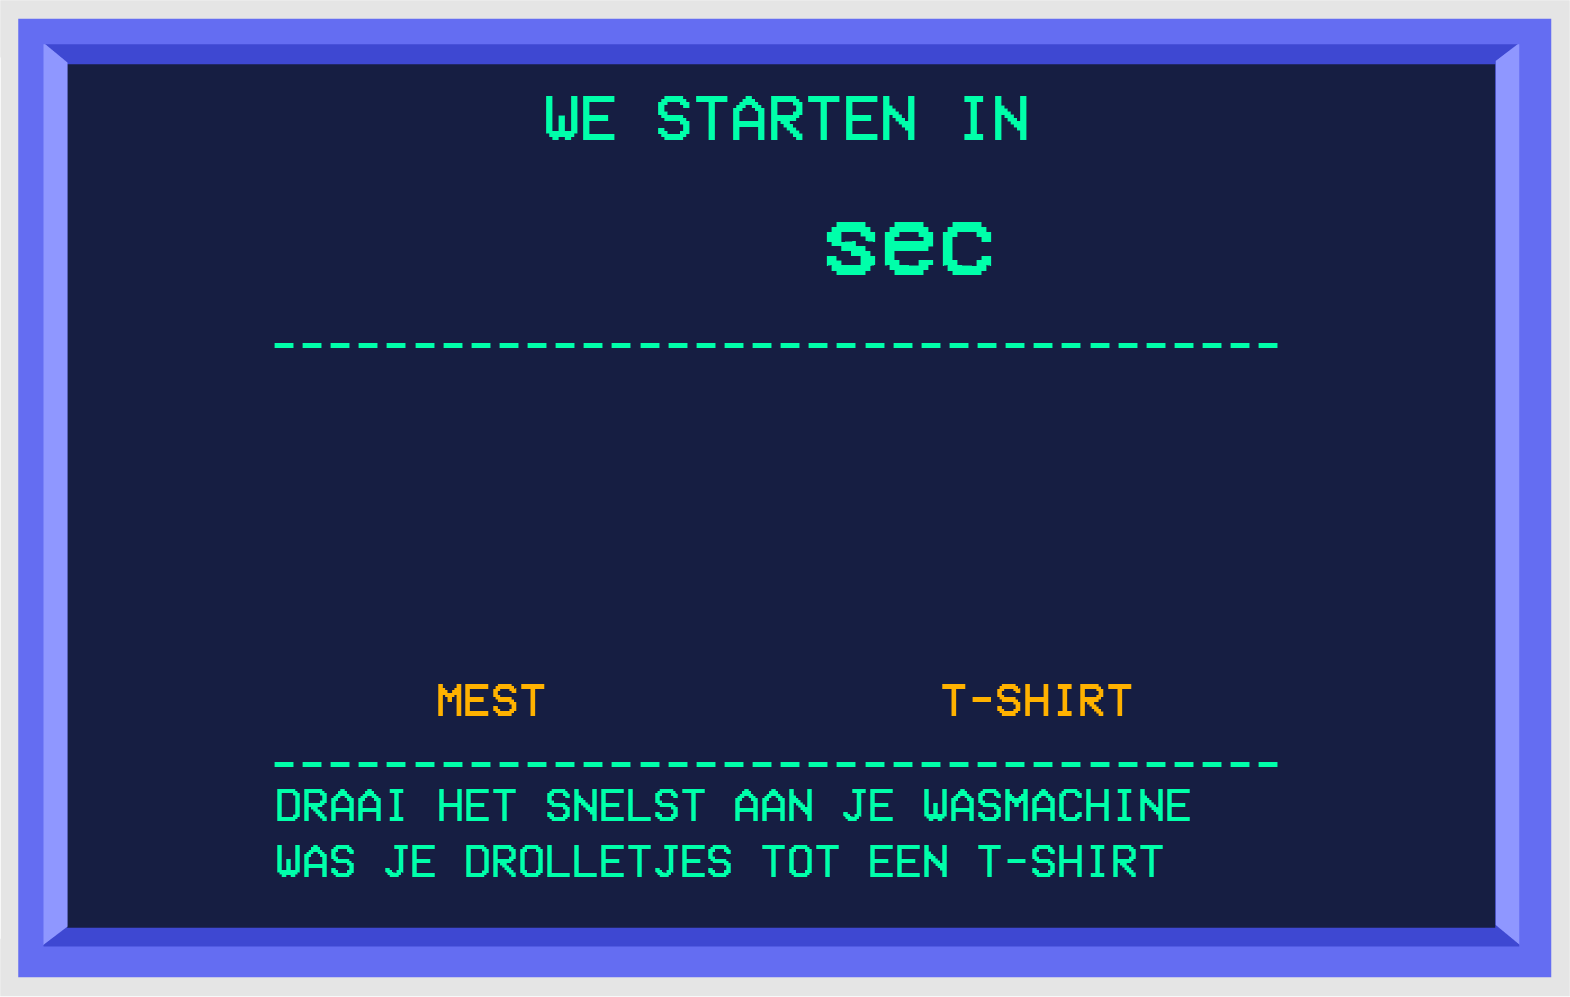 WE STARTEN IN
sec
------------------------------------
MEST T-SHIRT
------------------------------------
DRAAI HET SNELST AAN JE WASMACHINE
WAS JE DROLLETJES TOT EEN T-SHIRT